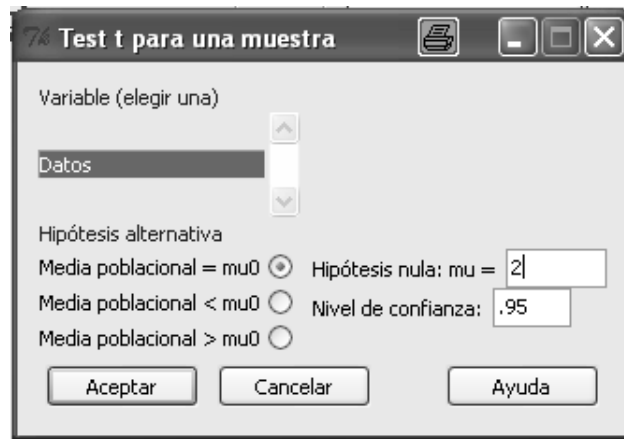 Test t para una muestra
Variable (elegir una)
Datos
Hipótesis alternativa
Media poblacional = mu0
Hipótesis nula: mu = 2
Media poblacional < mu0
Nivel de confianza: .95
Media poblacional > mu0
Aceptar
Cancelar
Ayuda